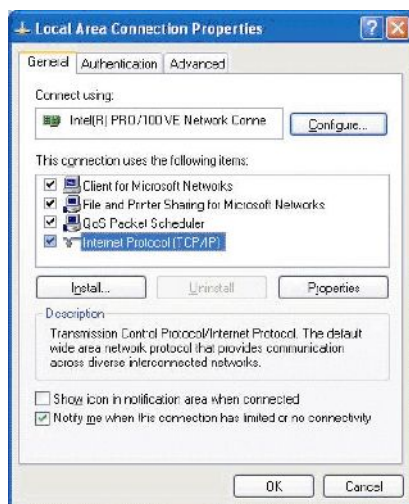 Local Area Connection Properties
General
Authentication
Advanced
Connect using:
Intel(R) PRO/100 VE Network Conne
Configure...
This connection uses the following items:
Client for Microsoft Networks
File and Printer Sharing for Microsoft Networks
QoS Packet Scheduler
Internet Protocol (TCP/IP)
Install...
Uninstall
Properties
Description
Transmission Control Protocol/Internet Protocol. The default
wide area network protocol that provides communication
across diverse interconnected networks.
Show icon in notification area when connected
Notify me when this connection has limited or no connectivity
OK
Cancel